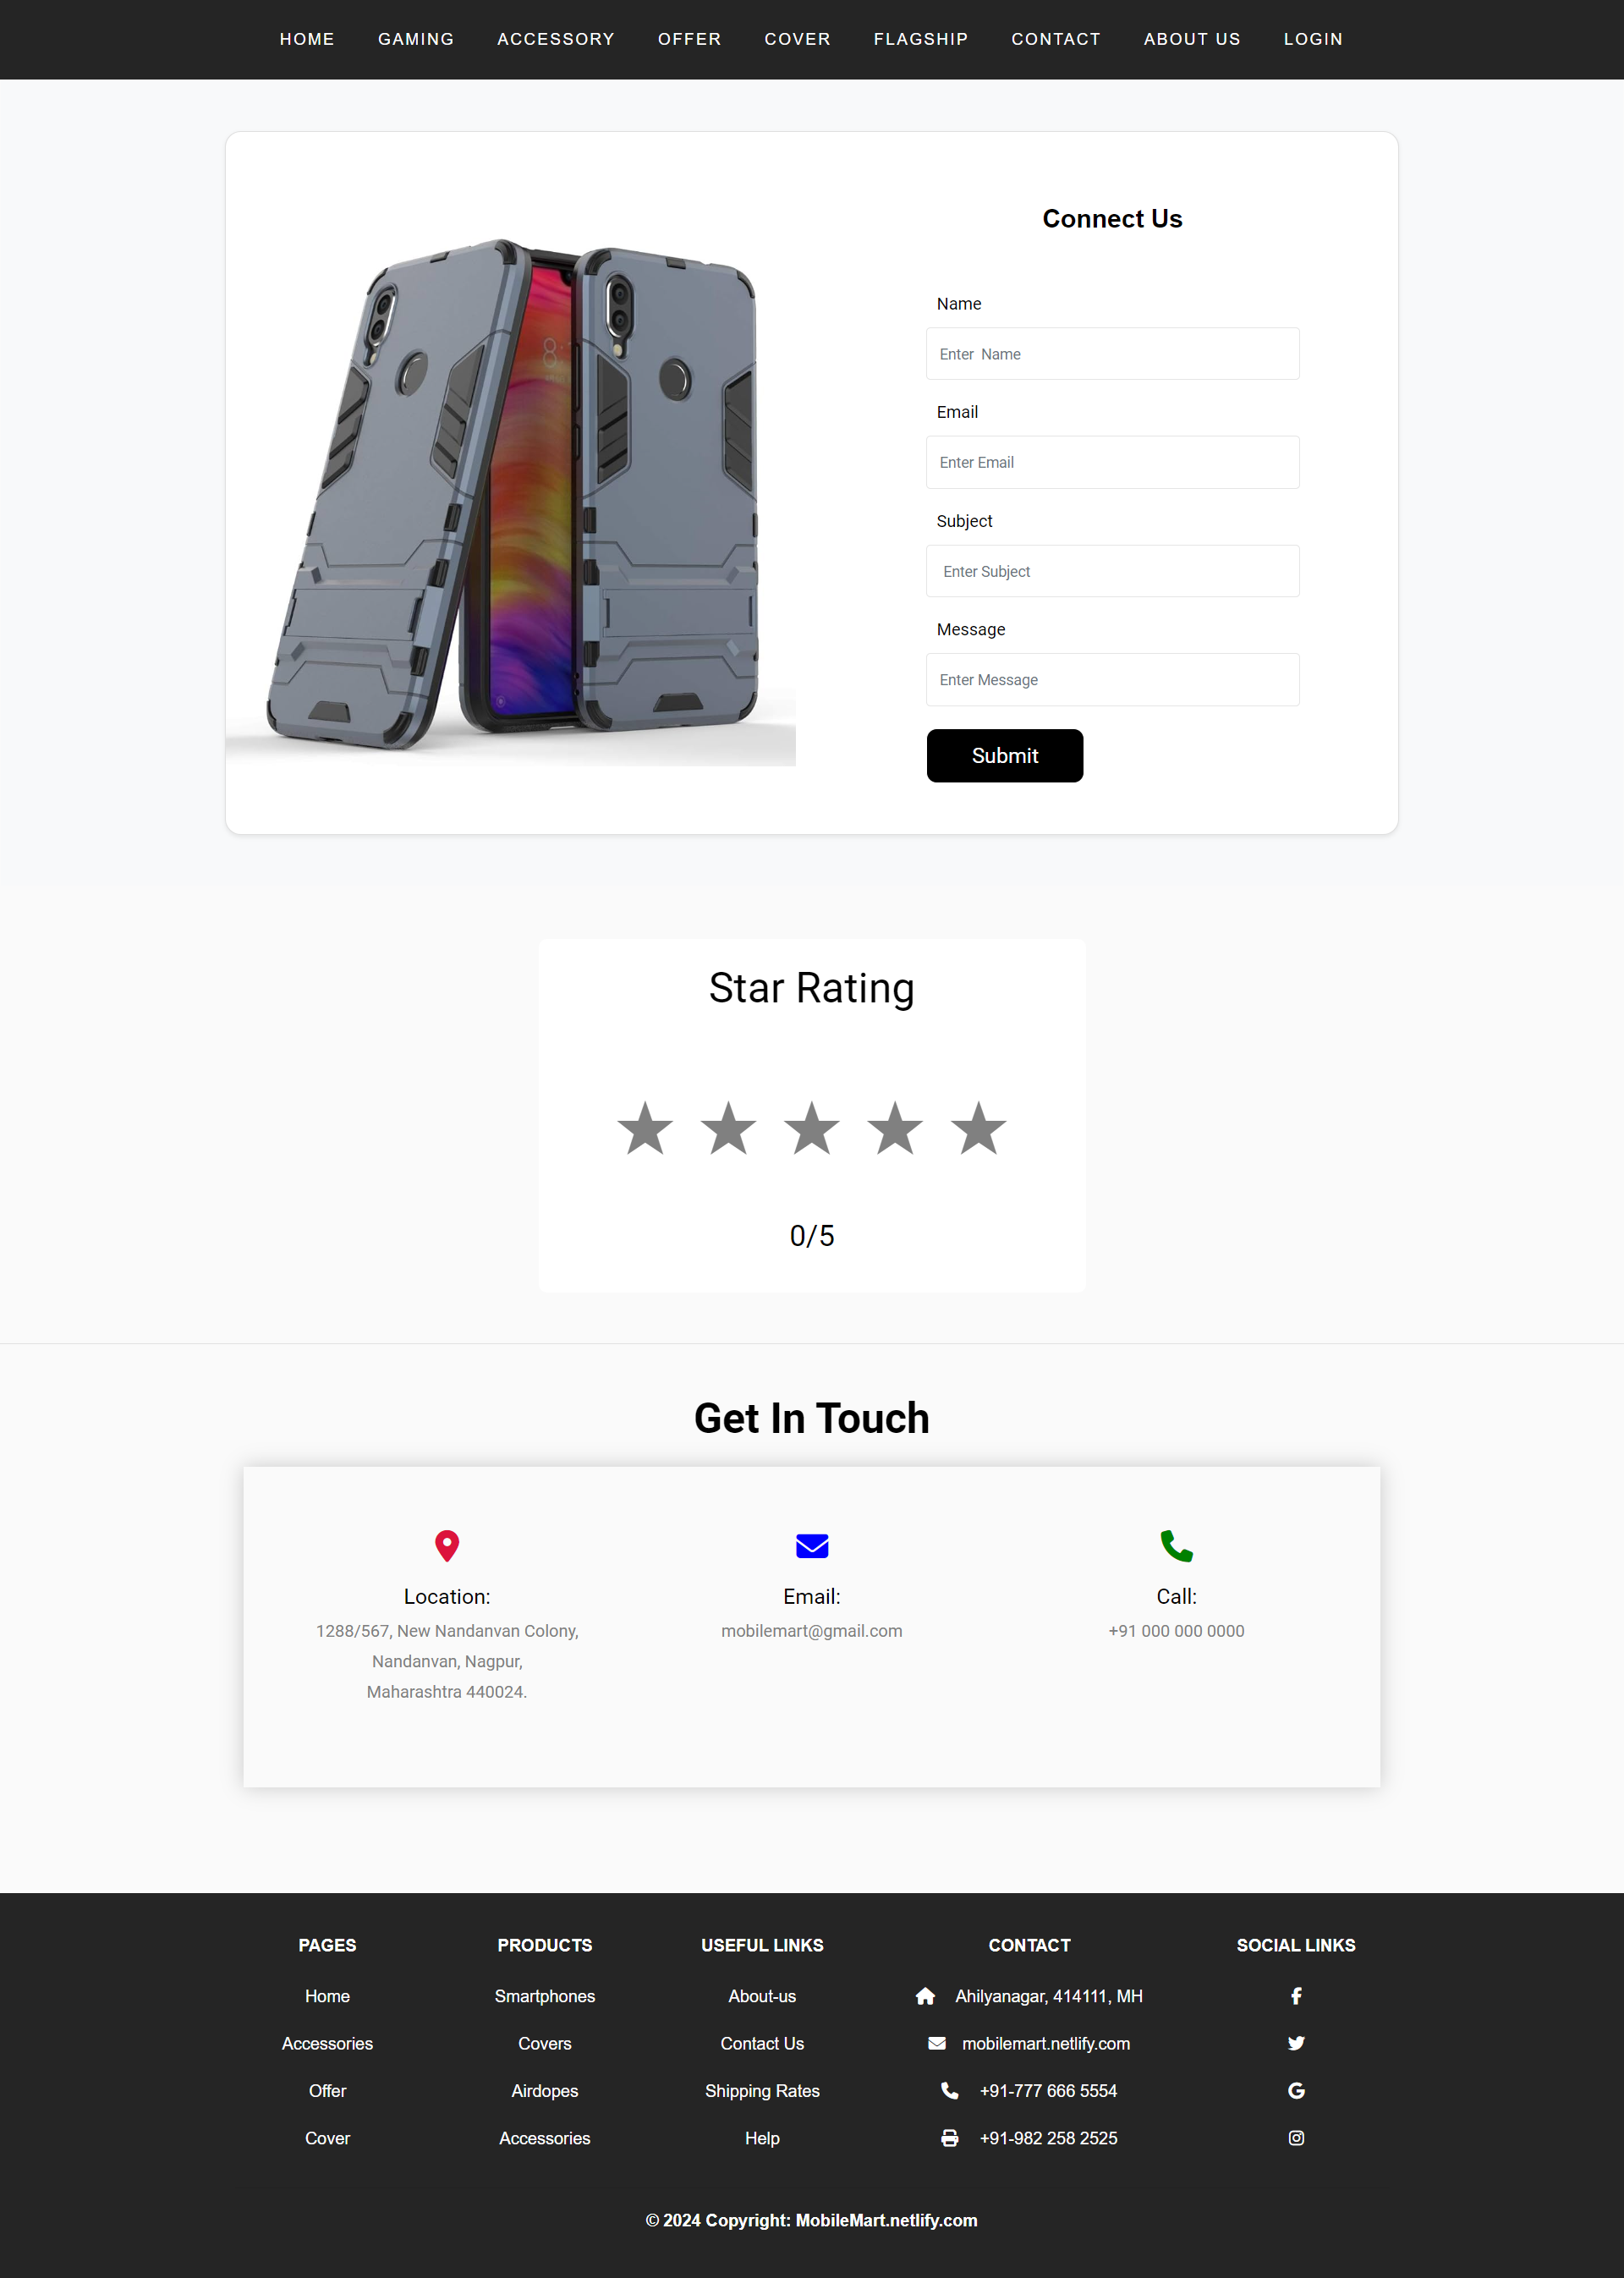 HOME GAMING ACCESSORY OFFER COVER FLAGSHIP CONTACT ABOUT US LOGIN
Connect Us
Name
Enter  Name
Email
Enter Email
Subject
Enter Subject
Message
Enter Message
Submit
Star Rating
0/5
Get In Touch
Location:
1288/567, New Nandanvan Colony,
Nandanvan, Nagpur,
Maharashtra 440024.
Email:
mobilemart@gmail.com
Call:
+91 000 000 0000
PAGES
Home
Accessories
Offer
Cover
PRODUCTS
Smartphones
Covers
Airdopes
Accessories
USEFUL LINKS
About-us
Contact Us
Shipping Rates
Help
CONTACT
Ahilyanagar, 414111, MH
mobilemart.netlify.com
+91-777 666 5554
+91-982 258 2525
SOCIAL LINKS
© 2024 Copyright: MobileMart.netlify.com